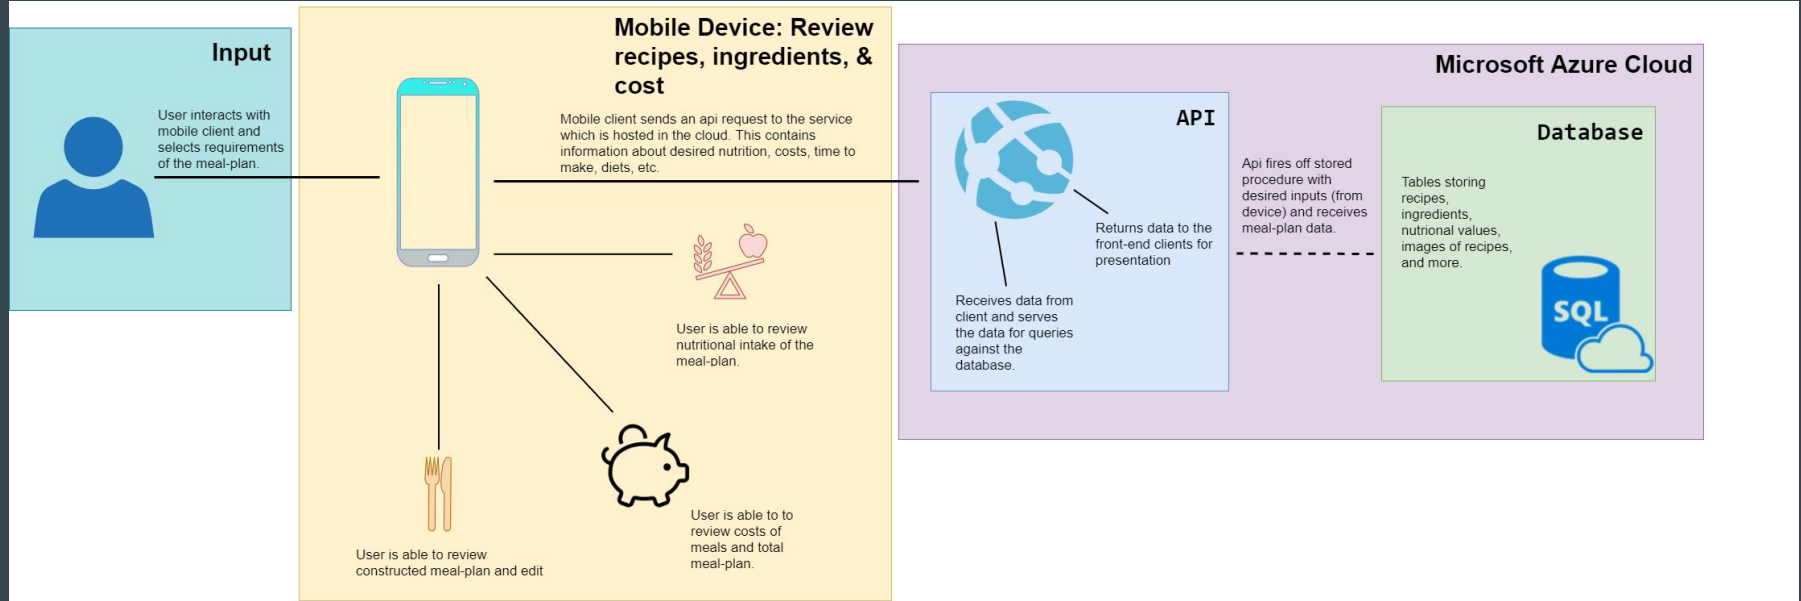 Input
User interacts with
mobile client and
selects requirements
of the meal-plan.
Mobile Device: Review
recipes, ingredients, &
cost
Mobile client sends an api request to the service
which is hosted in the cloud. This contains
information about desired nutrition, costs, time to
make, diets, etc.
User is able to review
nutritional intake of the
meal-plan.
User is able to to
review costs of
meals and total
meal-plan.
User is able to review
constructed meal-plan and edit
Microsoft Azure Cloud
API
Returns data to the
front-end clients for
presentation
Receives data from
client and serves
the data for queries
against the
database.
Api fires off stored
procedure with
desired inputs (from
device) and receives
meal-plan data.
Database
Tables storing
recipes,
ingredients,
nutrional values,
images of recipes,
and more.
SQL